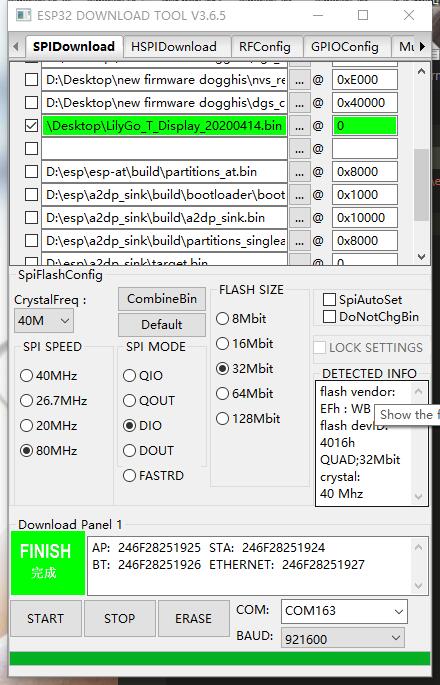 ESP32 DOWNLOAD TOOL V3.6.5
SPIDownload HSPIDownload RFConfig GPIOConfig Mu
D:\Desktop\new firmware dogghis\nvs_re ... @ 0xE000
D:\Desktop\new firmware dogghis\dgs_c ... @ 0x40000
\Desktop\LilyGo_T_Display_20200414.bin ... @ 0
... @
D:\esp\esp-at\build\partitions_at.bin ... @ 0x8000
D:\esp\a2dp_sink\build\bootloader\boot ... @ 0x1000
D:\esp\a2dp_sink\build\a2dp_sink.bin ... @ 0x10000
D:\esp\a2dp_sink\build\partitions_singlea ... @ 0x8000
D:\esp\a2dp_sink\target.bin ... @ 0
SpiFlashConfig
CrystalFreq :
40M
CombineBin
Default
SPI SPEED
40MHz
26.7MHz
20MHz
80MHz
SPI MODE
QIO
QOUT
DIO
DOUT
FASTRD
FLASH SIZE
8Mbit
16Mbit
32Mbit
64Mbit
128Mbit
SpiAutoSet
DoNotChgBin
LOCK SETTINGS
DETECTED INFO
flash vendor:
EFh : WB
flash devID:
4016h
QUAD;32Mbit
crystal:
40 Mhz
Show the f
Download Panel 1
FINISH
完成
AP: 246F28251925 STA: 246F28251924
BT: 246F28251926 ETHERNET: 246F28251927
START STOP ERASE
COM: COM163
BAUD: 921600